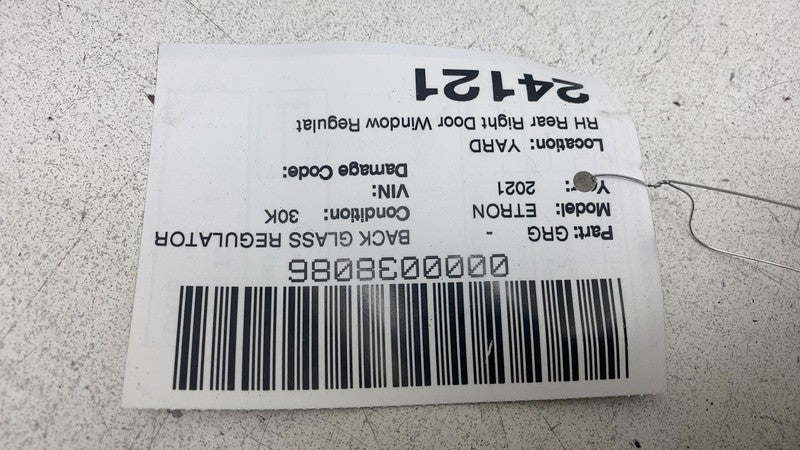 0000038086
Part: GRG - BACK GLASS REGULATOR
Model: ETRON Condition: 30K
Year: 2021 VIN:
Damage Code:
Location: YARD
RH Rear Right Door Window Regulat
24121